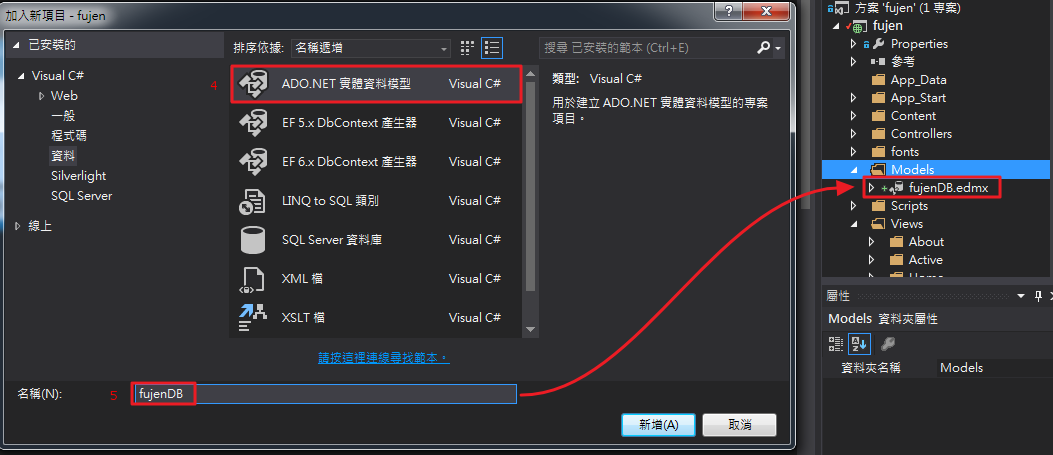 加入新項目 - fujen
?
已安裝的
排序依據:
名稱遞增
搜尋 已安裝的範本 (Ctrl+E)
Visual C#
Web
一般
程式碼
資料
Silverlight
SQL Server
線上
4
ADO.NET 實體資料模型 Visual C#
EF 5.x DbContext 產生器 Visual C#
EF 6.x DbContext 產生器 Visual C#
LINQ to SQL 類別 Visual C#
SQL Server 資料庫 Visual C#
XML 檔 Visual C#
XSLT 檔 Visual C#
請按這裡連線尋找範本。
類型: Visual C#
用於建立 ADO.NET 實體資料模型的專案
項目。
名稱(N):
5
fujenDB
新增(A)
取消
方案 'fujen' (1 專案)
fujen
Properties
參考
App_Data
App_Start
Content
Controllers
fonts
Models
fujenDB.edmx
Scripts
Views
About
Active
屬性
Models 資料夾屬性
資料夾名稱 Models